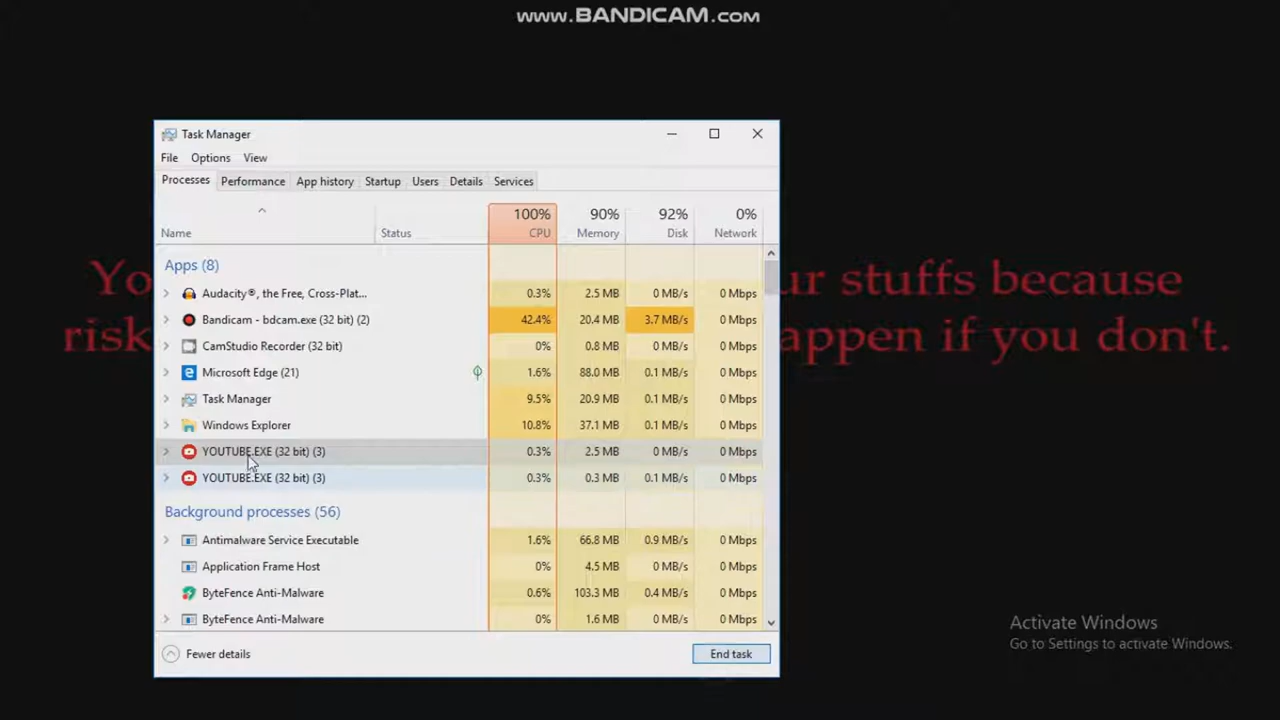 www.BANDICAM.com
Task Manager
File Options View
Processes Performance App history Startup Users Details Services
100% 90% 92% 0%
Name Status CPU Memory Disk Network
Apps (8)
Audacity®, the Free, Cross-Plat... 0.3% 2.5 MB 0 MB/s 0 Mbps
Bandicam - bdcam.exe (32 bit) (2) 42.4% 20.4 MB 3.7 MB/s 0 Mbps
CamStudio Recorder (32 bit) 0% 0.8 MB 0 MB/s 0 Mbps
Microsoft Edge (21) 1.6% 88.0 MB 0.1 MB/s 0 Mbps
Task Manager 9.5% 20.9 MB 0.1 MB/s 0 Mbps
Windows Explorer 10.8% 37.1 MB 0.1 MB/s 0 Mbps
YOUTUBE.EXE (32 bit) (3) 0.3% 2.5 MB 0 MB/s 0 Mbps
YOUTUBE.EXE (32 bit) (3) 0.3% 0.3 MB 0.1 MB/s 0 Mbps
Background processes (56)
Antimalware Service Executable 1.6% 66.8 MB 0.9 MB/s 0 Mbps
Application Frame Host 0% 4.5 MB 0 MB/s 0 Mbps
ByteFence Anti-Malware 0.6% 103.3 MB 0.4 MB/s 0 Mbps
ByteFence Anti-Malware 0% 1.6 MB 0 MB/s 0 Mbps
Fewer details End task
stuffs because
risk if you don't.
Activate Windows
Go to Settings to activate Windows.